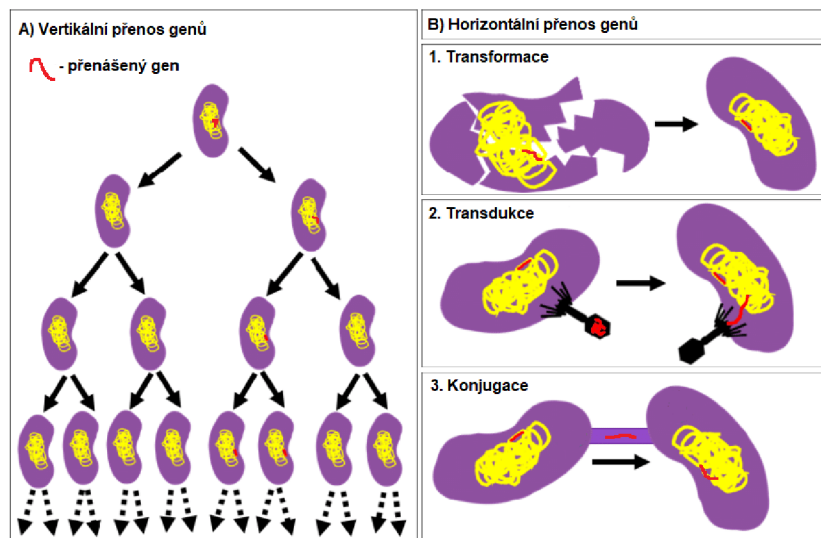 A) Vertikální přenos genů
- přenášený gen
B) Horizontální přenos genů
1. Transformace
2. Transdukce
3. Konjugace